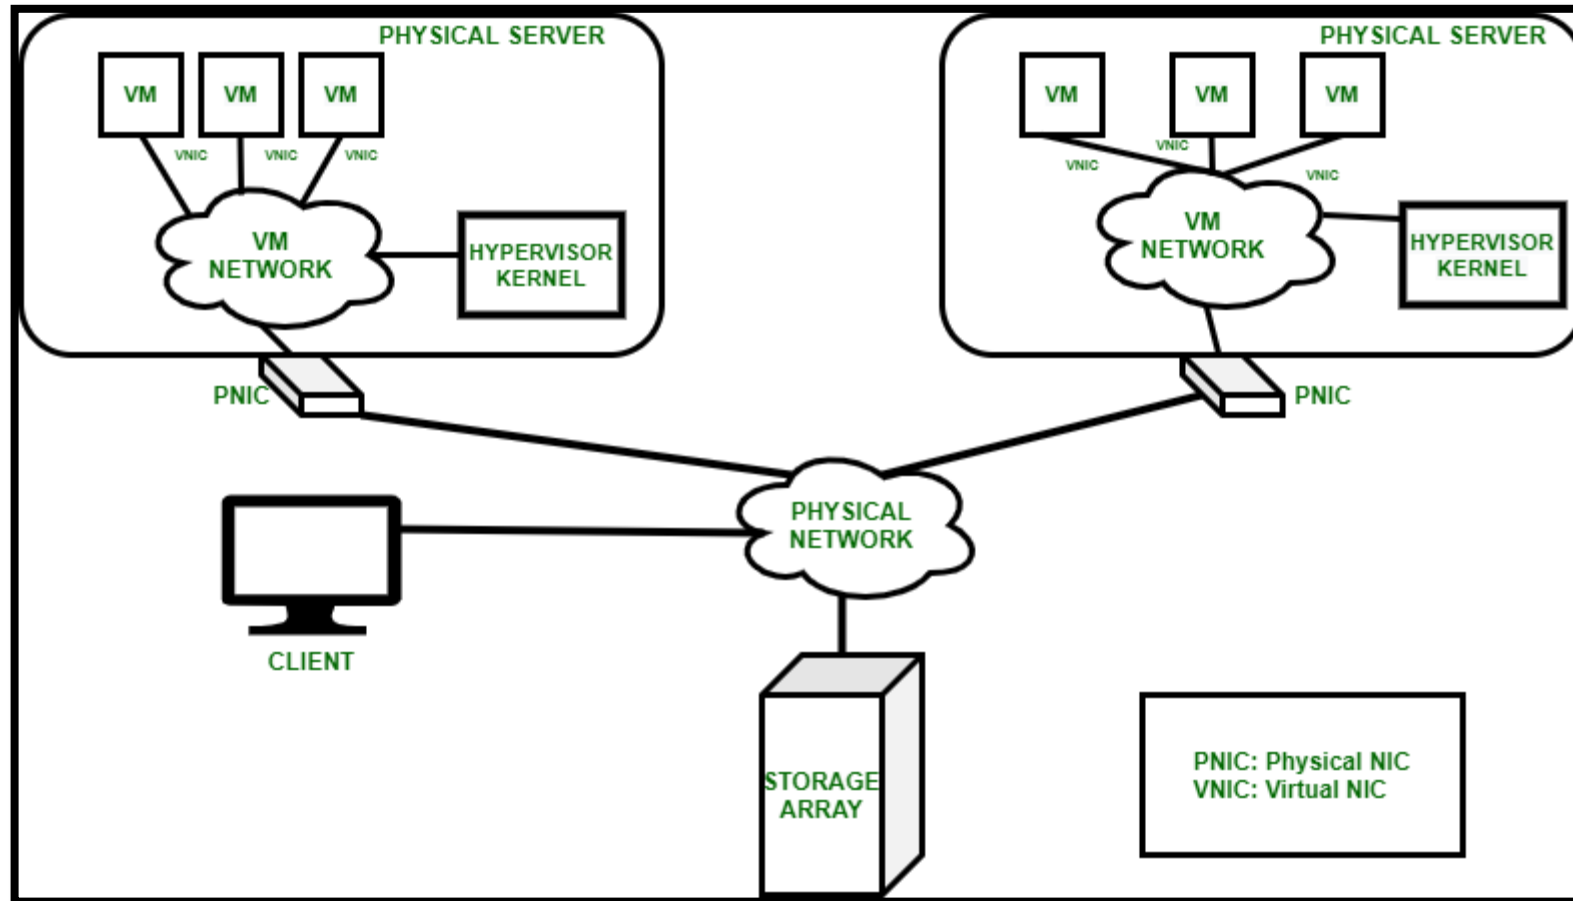 PHYSICAL SERVER
VM VM VM
VNIC VNIC VNIC
VM
NETWORK
HYPERVISOR
KERNEL
PNIC
PHYSICAL SERVER
VM VM VM
VNIC
VNIC
VNIC
VM
NETWORK
HYPERVISOR
KERNEL
PNIC
PHYSICAL
NETWORK
CLIENT
STORAGE
ARRAY
PNIC: Physical NIC
VNIC: Virtual NIC